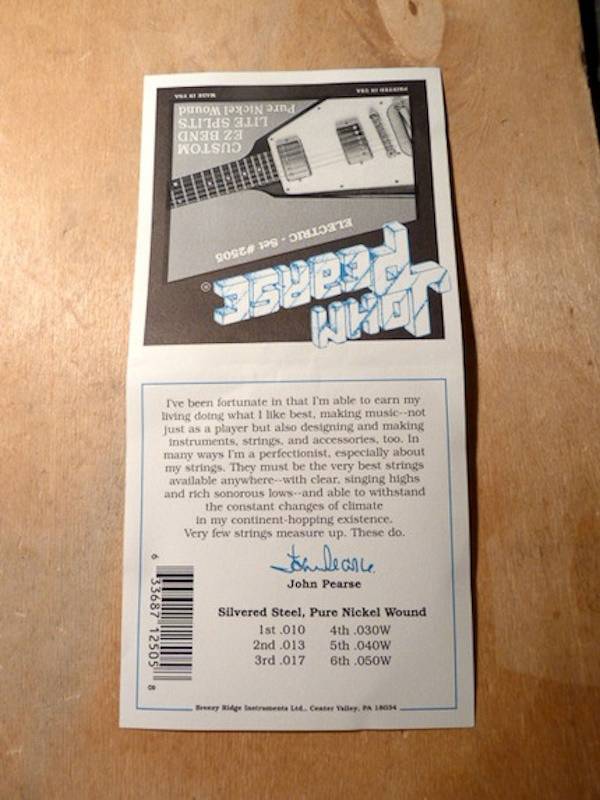 PRINTED IN USA
MADE IN USA
CUSTOM
EZ BEND
LITE SPLITS
Pure Nickel Wound
ELECTRIC - Set #2505
JOHN
PEARSE®
I've been fortunate in that I'm able to earn my
living doing what I like best, making music--not
just as a player but also designing and making
instruments, strings, and accessories, too. In
many ways I'm a perfectionist, especially about
my strings. They must be the very best strings
available anywhere--with clear, singing highs
and rich sonorous lows--and able to withstand
the constant changes of climate
in my continent-hopping existence.
Very few strings measure up. These do.
John Pearse
John Pearse
Silvered Steel, Pure Nickel Wound
1st .010 4th .030W
2nd .013 5th .040W
3rd .017 6th .050W
6 33687 12505 8
Breezy Ridge Instruments Ltd., Center Valley, PA 18034